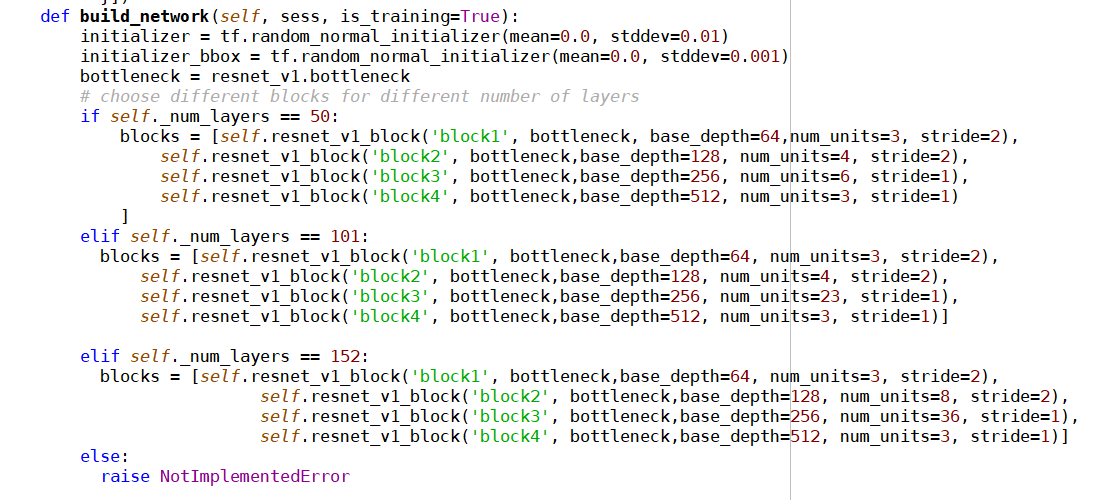 def build_network(self, sess, is_training=True):
initializer = tf.random_normal_initializer(mean=0.0, stddev=0.01)
initializer_bbox = tf.random_normal_initializer(mean=0.0, stddev=0.001)
bottleneck = resnet_v1.bottleneck
# choose different blocks for different number of layers
if self._num_layers == 50:
blocks = [self.resnet_v1_block('block1', bottleneck, base_depth=64,num_units=3, stride=2),
self.resnet_v1_block('block2', bottleneck,base_depth=128, num_units=4, stride=2),
self.resnet_v1_block('block3', bottleneck,base_depth=256, num_units=6, stride=1),
self.resnet_v1_block('block4', bottleneck,base_depth=512, num_units=3, stride=1)
]
elif self._num_layers == 101:
blocks = [self.resnet_v1_block('block1', bottleneck,base_depth=64, num_units=3, stride=2),
self.resnet_v1_block('block2', bottleneck,base_depth=128, num_units=4, stride=2),
self.resnet_v1_block('block3', bottleneck,base_depth=256, num_units=23, stride=1),
self.resnet_v1_block('block4', bottleneck,base_depth=512, num_units=3, stride=1)]
elif self._num_layers == 152:
blocks = [self.resnet_v1_block('block1', bottleneck,base_depth=64, num_units=3, stride=2),
self.resnet_v1_block('block2', bottleneck,base_depth=128, num_units=8, stride=2),
self.resnet_v1_block('block3', bottleneck,base_depth=256, num_units=36, stride=1),
self.resnet_v1_block('block4', bottleneck,base_depth=512, num_units=3, stride=1)]
else:
raise NotImplementedError